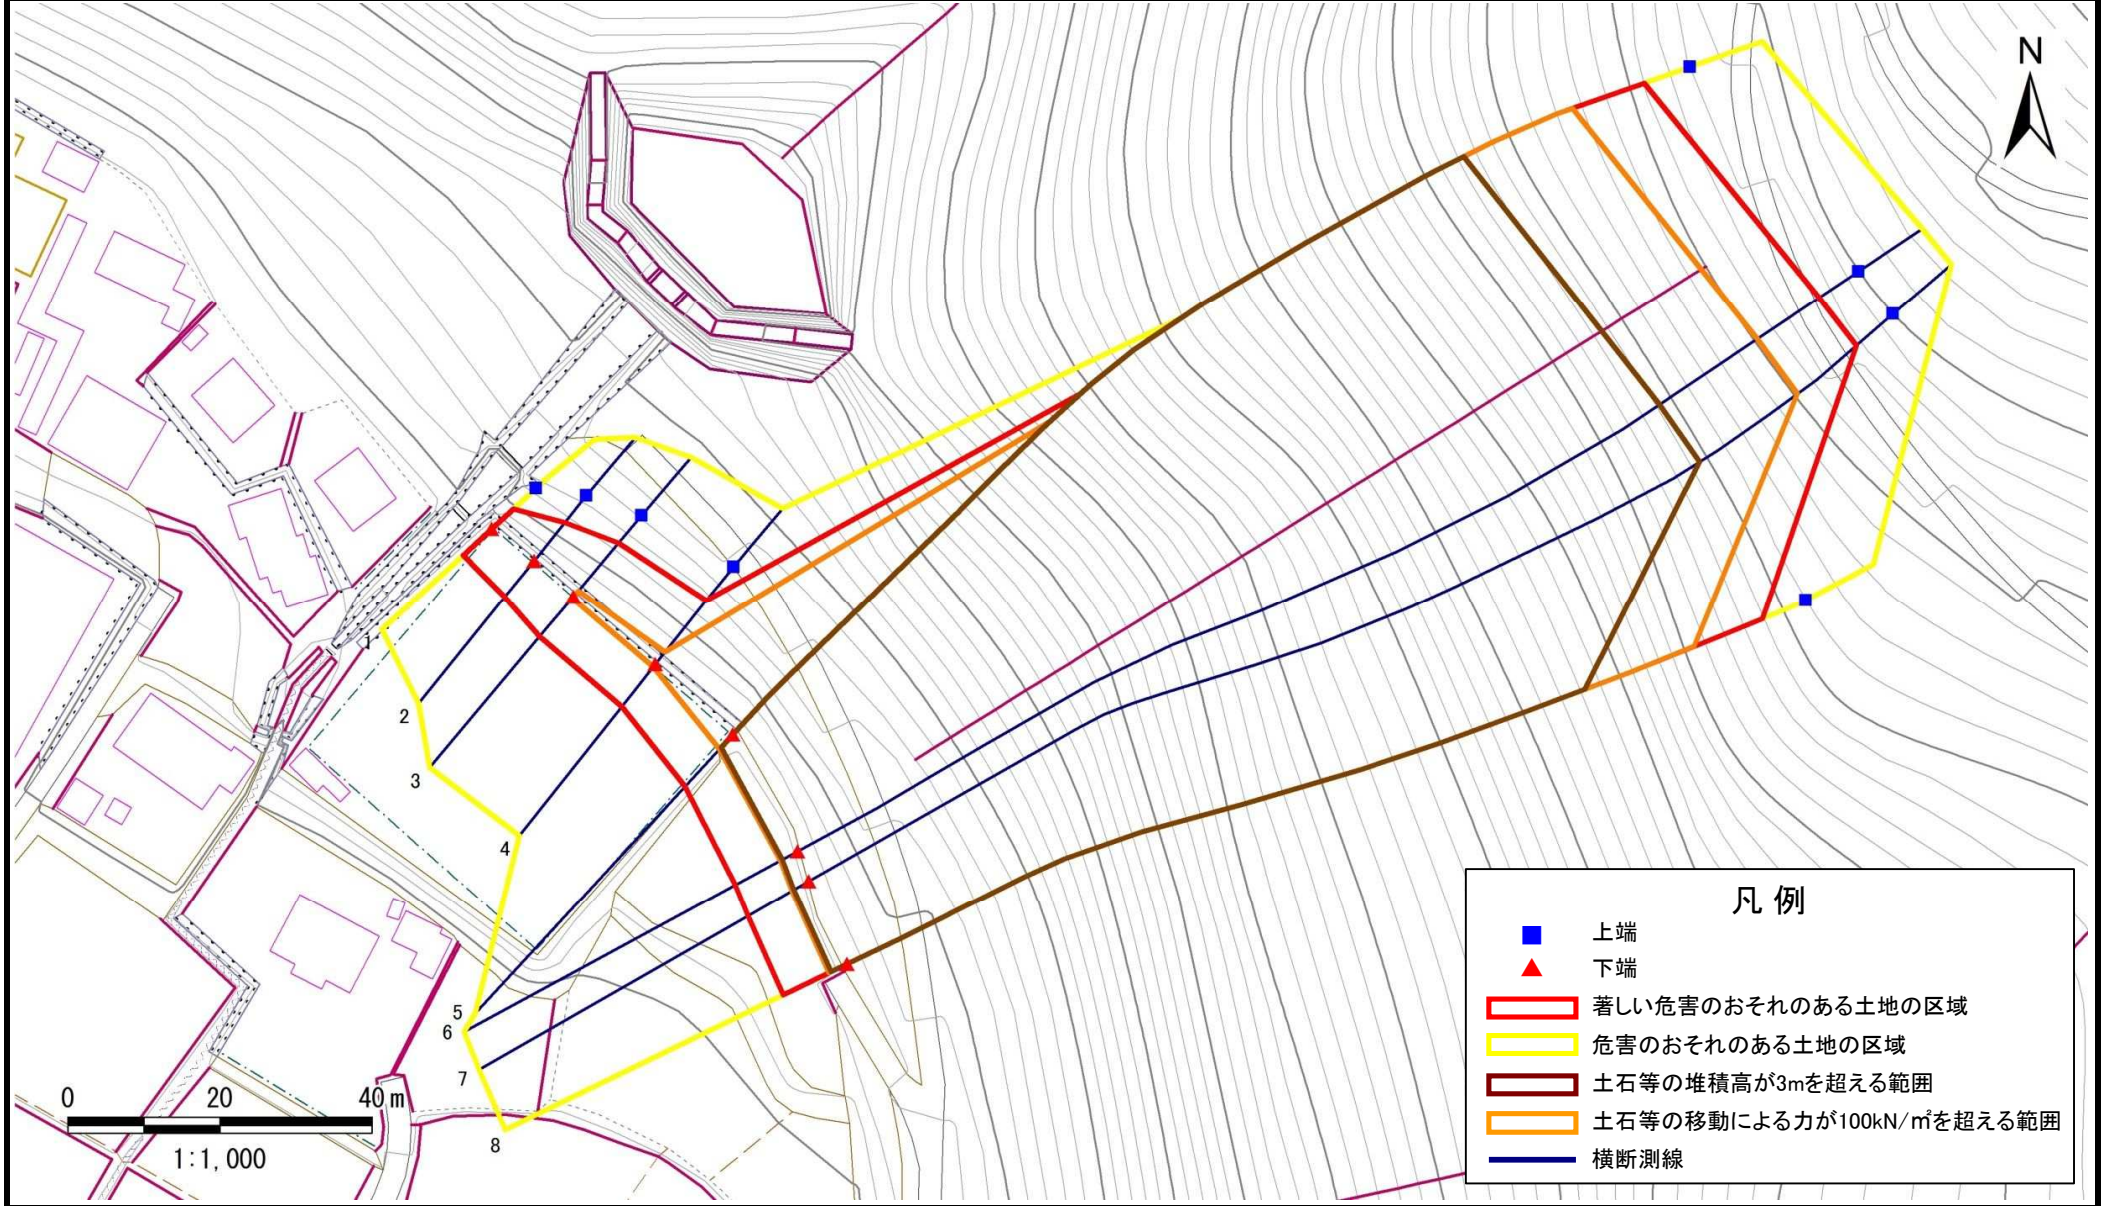 N
1
2
3
4
5
6
7
8
0 20 40m
1:1,000
凡例
上端
下端
著しい危害のおそれのある土地の区域
危害のおそれのある土地の区域
土石等の堆積高が3mを超える範囲
土石等の移動による力が100kN/㎡を超える範囲
横断測線